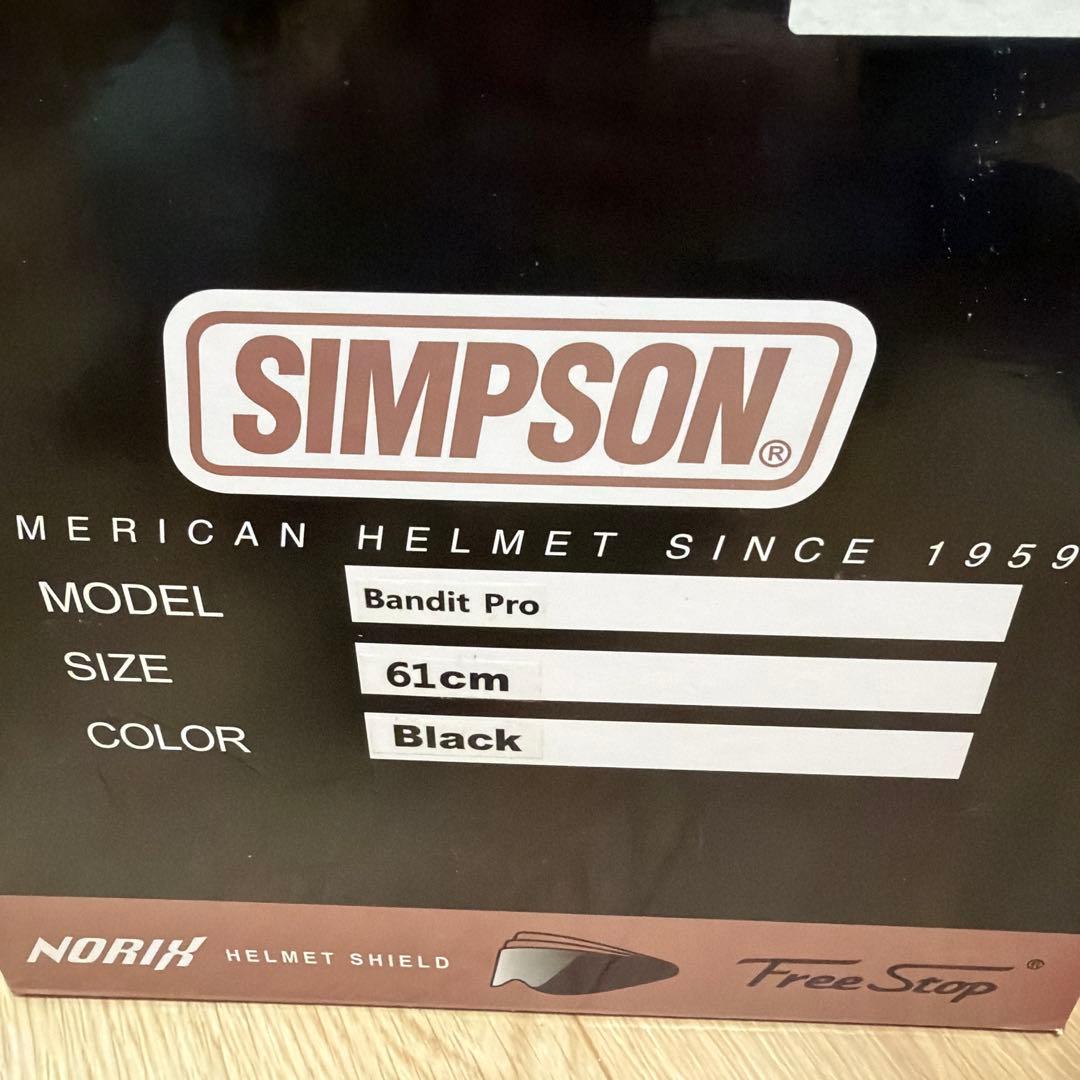 SIMPSON®
MERICAN HELMET SINCE 1959
MODEL Bandit Pro
SIZE 61cm
COLOR Black
NORIX HELMET SHIELD Free Stop ®